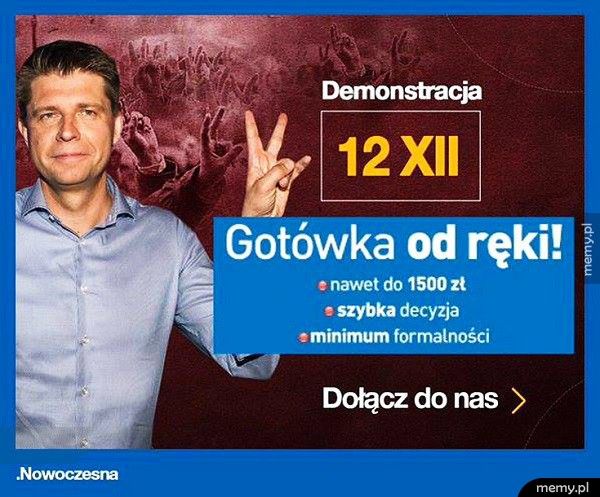 Demonstracja
12 XII
Gotówka od ręki!
nawet do 1500 zł
szybka decyzja
minimum formalności
Dołącz do nas >
.Nowoczesna
memy.pl
memy.pl